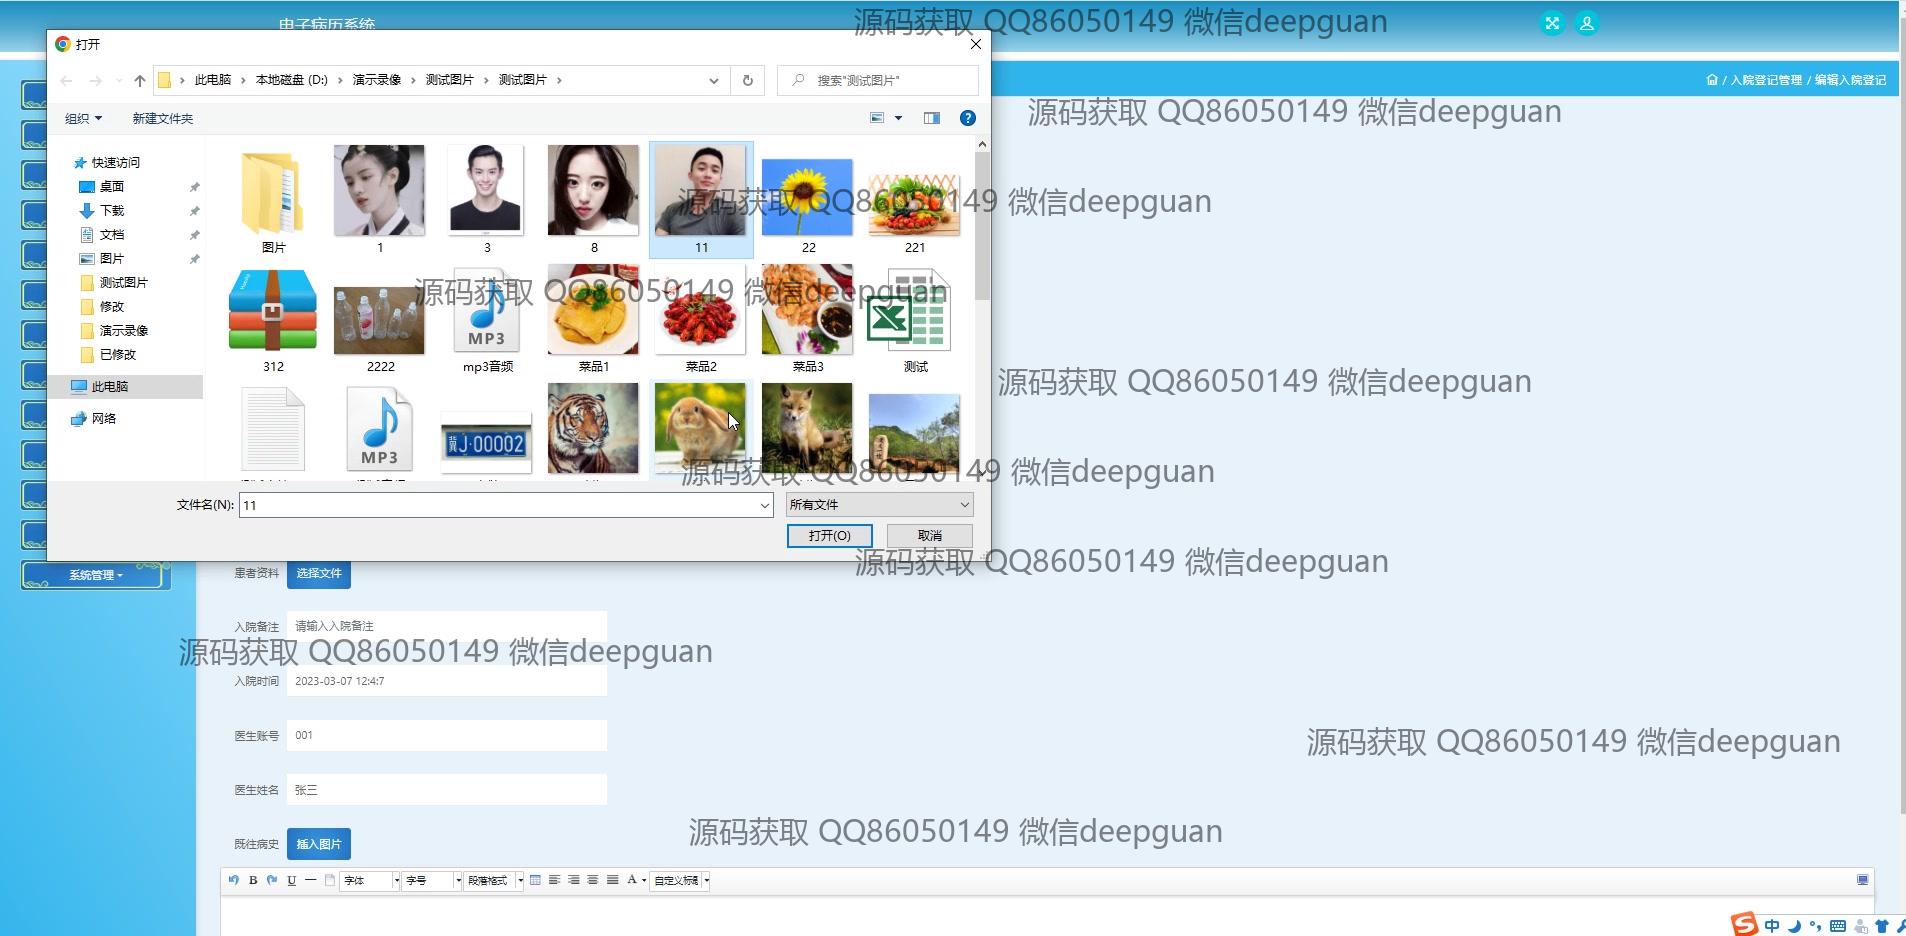 电子病历系统
源码获取 QQ86050149 微信deepguan
打开
此电脑 › 本地磁盘 (D:) › 演示录像 › 测试图片 › 测试图片 ›
搜索"测试图片"
/ 入院登记管理 / 编辑入院登记
源码获取 QQ86050149 微信deepguan
组织 新建文件夹
快速访问
桌面
下载
文档
图片
测试图片
修改
演示录像
已修改
此电脑
网络
源码获取 QQ86050149 微信deepguan
图片 1 3 8 11 22 221
源码获取 QQ86050149 微信deepguan
MP3
312 2222 mp3音频 菜品1 菜品2 菜品3 测试
源码获取 QQ86050149 微信deepguan
MP3
冀J·00002
源码获取 QQ86050149 微信deepguan
文件名(N): 11 所有文件
打开(O) 取消
源码获取 QQ86050149 微信deepguan
系统管理
患者资料 选择文件
入院备注 请输入入院备注
源码获取 QQ86050149 微信deepguan
入院时间 2023-03-07 12:4:7
医生账号 001
源码获取 QQ86050149 微信deepguan
医生姓名 张三
既往病史 插入图片
源码获取 QQ86050149 微信deepguan
B U 字体 字号 段落格式 A 自定义标题
中